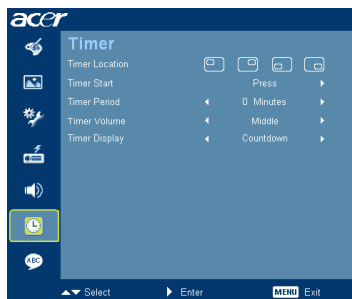 acer
Timer
Timer Location
Timer Start Press
Timer Period 0 Minutes
Timer Volume Middle
Timer Display Countdown
ABC
Select Enter MENU Exit